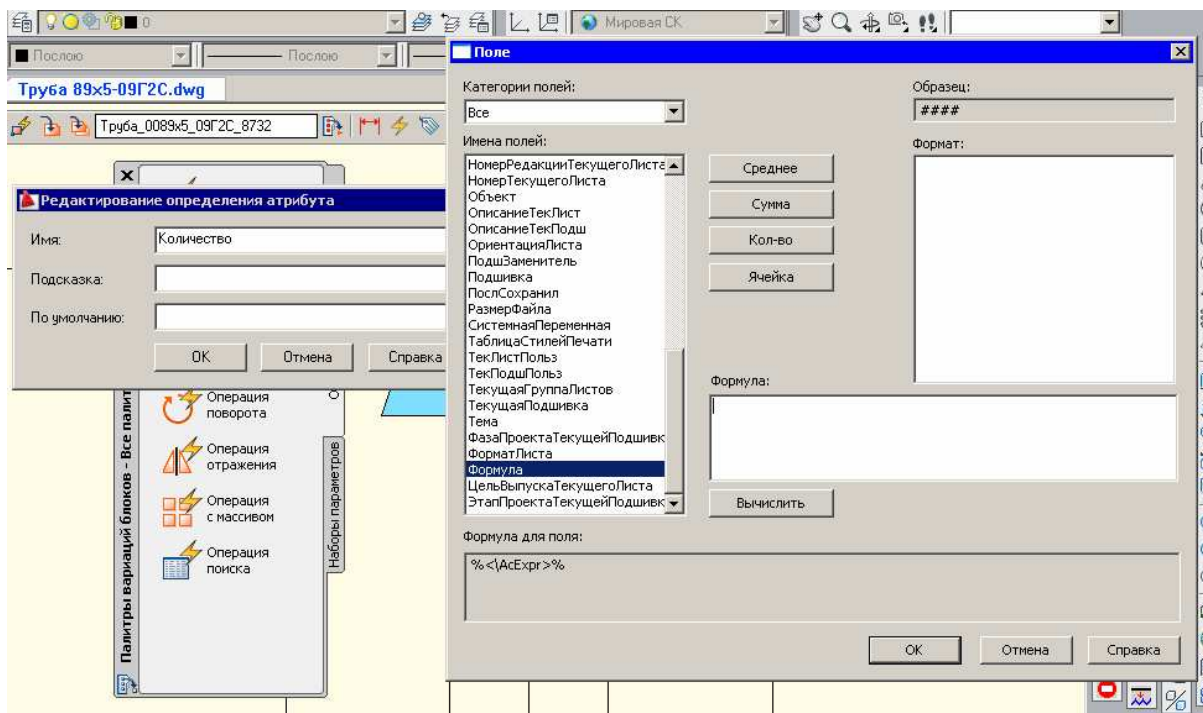 0
Мировая СК
Послою
Послою
Труба 89x5-09Г2С.dwg
Труба_0089x5_09Г2С_8732
Редактирование определения атрибута
Имя:
Количество
Подсказка:
По умолчанию:
ОК
Отмена
Справка
Операция
поворота
Операция
отражения
Операция
с массивом
Операция
поиска
Наборы параметров
Палитры вариаций блоков - Все палит
Поле
Категории полей:
Все
Имена полей:
НомерРедакцииТекущегоЛиста
НомерТекущегоЛиста
Объект
ОписаниеТекЛист
ОписаниеТекПодш
ОриентацияЛиста
ПодшЗаменитель
Подшивка
ПослСохранил
РазмерФайла
СистемнаяПеременная
ТаблицаСтилейПечати
ТекЛистПольз
ТекПодшПольз
ТекущаяГруппаЛистов
ТекущаяПодшивка
Тема
ФазаПроектаТекущейПодшивк
ФорматЛиста
Формула
ЦельВыпускаТекущегоЛиста
ЭтапПроектаТекущейПодшивк
Среднее
Сумма
Кол-во
Ячейка
Образец:
####
Формат:
Формула:
Вычислить
Формула для поля:
%<\AcExpr>%
ОК
Отмена
Справка